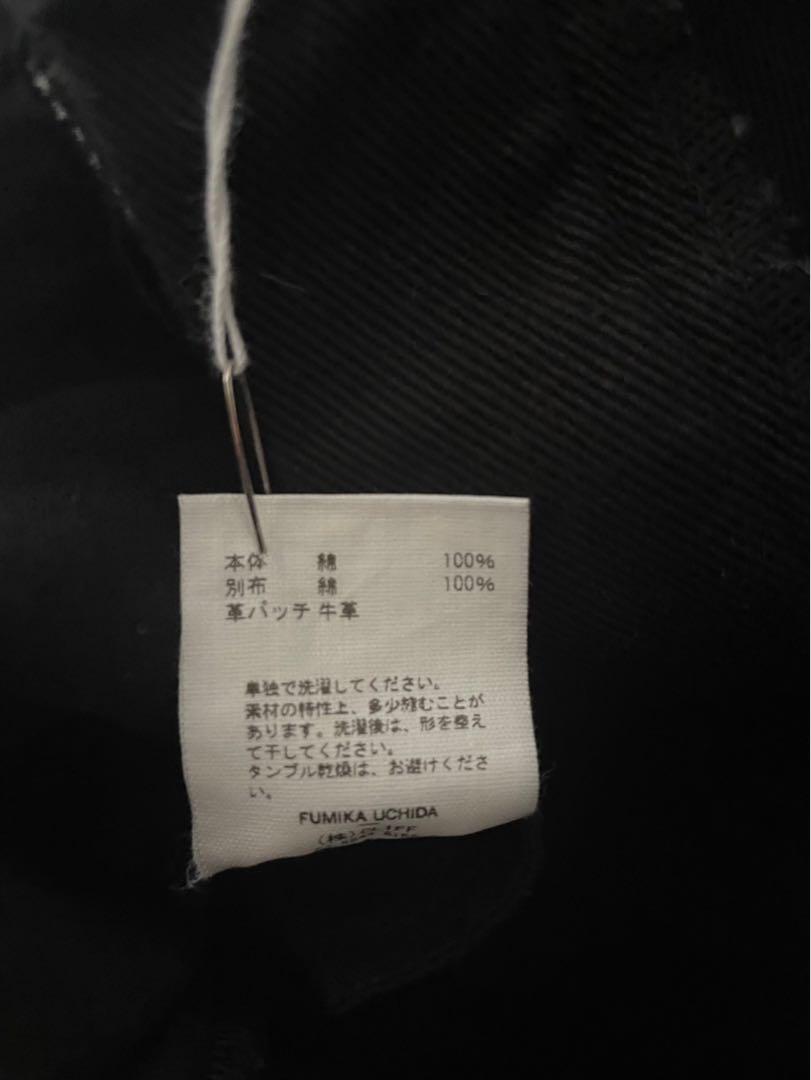 本体 綿 100%
別布 綿 100%
革パッチ 牛革
単独で洗濯してください。
素材の特性上、多少縮むことが
あります。洗濯後は、形を整え
て干してください。
タンブル乾燥は、お避けくださ
い。
FUMIKA UCHIDA
(株)